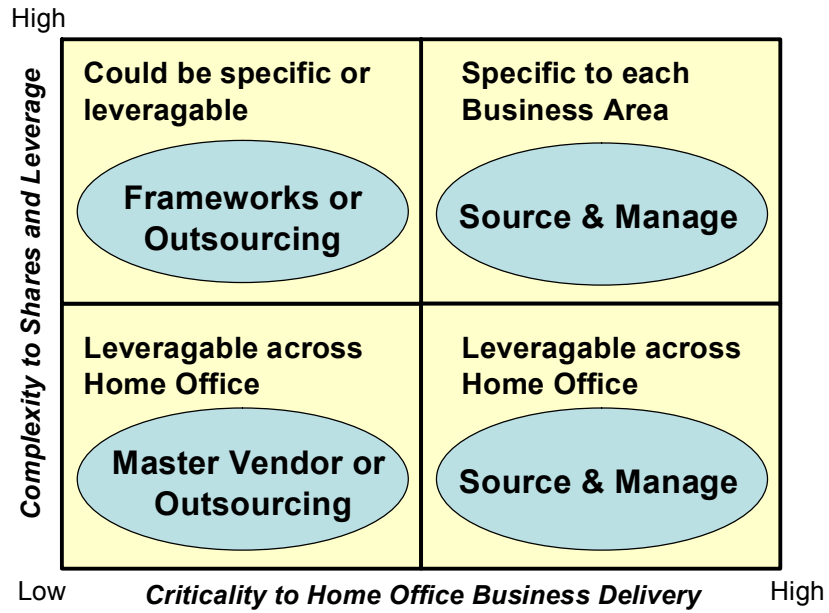 High
Complexity to Shares and Leverage
Could be specific or
leveragable
Frameworks or
Outsourcing
Specific to each
Business Area
Source & Manage
Leveragable across
Home Office
Master Vendor or
Outsourcing
Leveragable across
Home Office
Source & Manage
Low
Criticality to Home Office Business Delivery
High